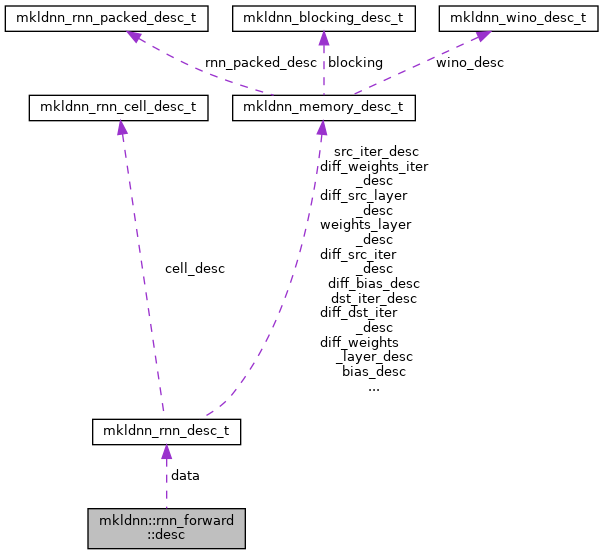 mkldnn_rnn_packed_desc_t
mkldnn_blocking_desc_t
mkldnn_wino_desc_t
rnn_packed_desc
blocking
wino_desc
mkldnn_rnn_cell_desc_t
mkldnn_memory_desc_t
src_iter_desc
diff_weights_iter
_desc
diff_src_layer
_desc
weights_layer
_desc
diff_src_iter
_desc
diff_bias_desc
dst_iter_desc
diff_dst_iter
_desc
diff_weights
_layer_desc
bias_desc
...
cell_desc
mkldnn_rnn_desc_t
data
mkldnn::rnn_forward
::desc